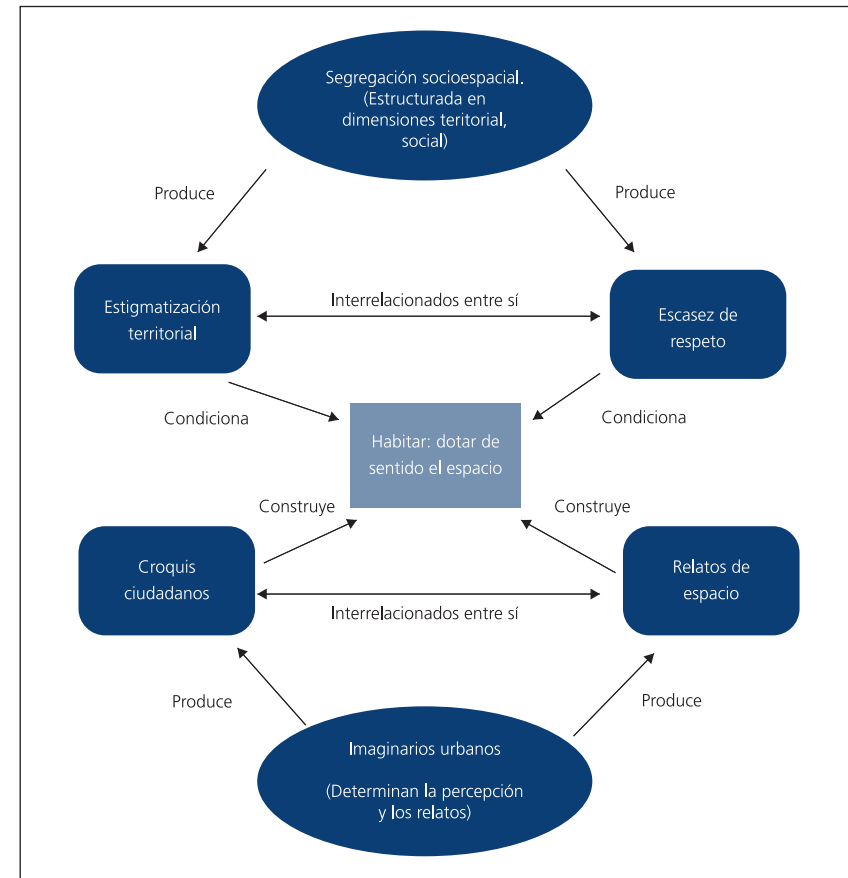 Segregación socioespacial.
(Estructurada en
dimensiones teritorial,
social)
Produce
Produce
Estigmatización
territorial
Interrelacionados entre sí
Escasez de
respeto
Condiciona
Condiciona
Habitar: dotar de
sentido el espacio
Construye
Construye
Croquis
ciudadanos
Interrelacionados entre sí
Relatos de
espacio
Produce
Produce
Imaginarios urbanos
(Determinan la percepción
y los relatos)